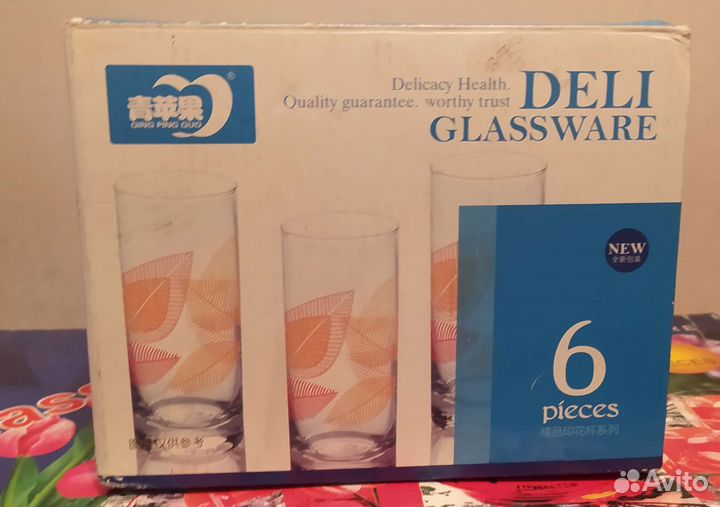 青苹果®
QING PING GUO
Delicacy Health.
Quality guarantee. worthy trust
DELI
GLASSWARE
NEW
全新包装
6
pieces
精品印花杯系列
图片仅供参考
Avito